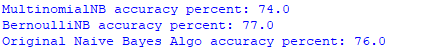 MultinomialNB accuracy percent: 74.0
BernoulliNB accuracy percent: 77.0
Original Naive Bayes Algo accuracy percent: 76.0